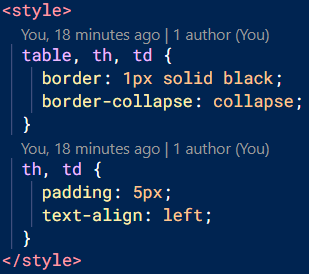 <style>
You, 18 minutes ago | 1 author (You)
table, th, td {
border: 1px solid black;
border-collapse: collapse;
}
You, 18 minutes ago | 1 author (You)
th, td {
padding: 5px;
text-align: left;
}
</style>